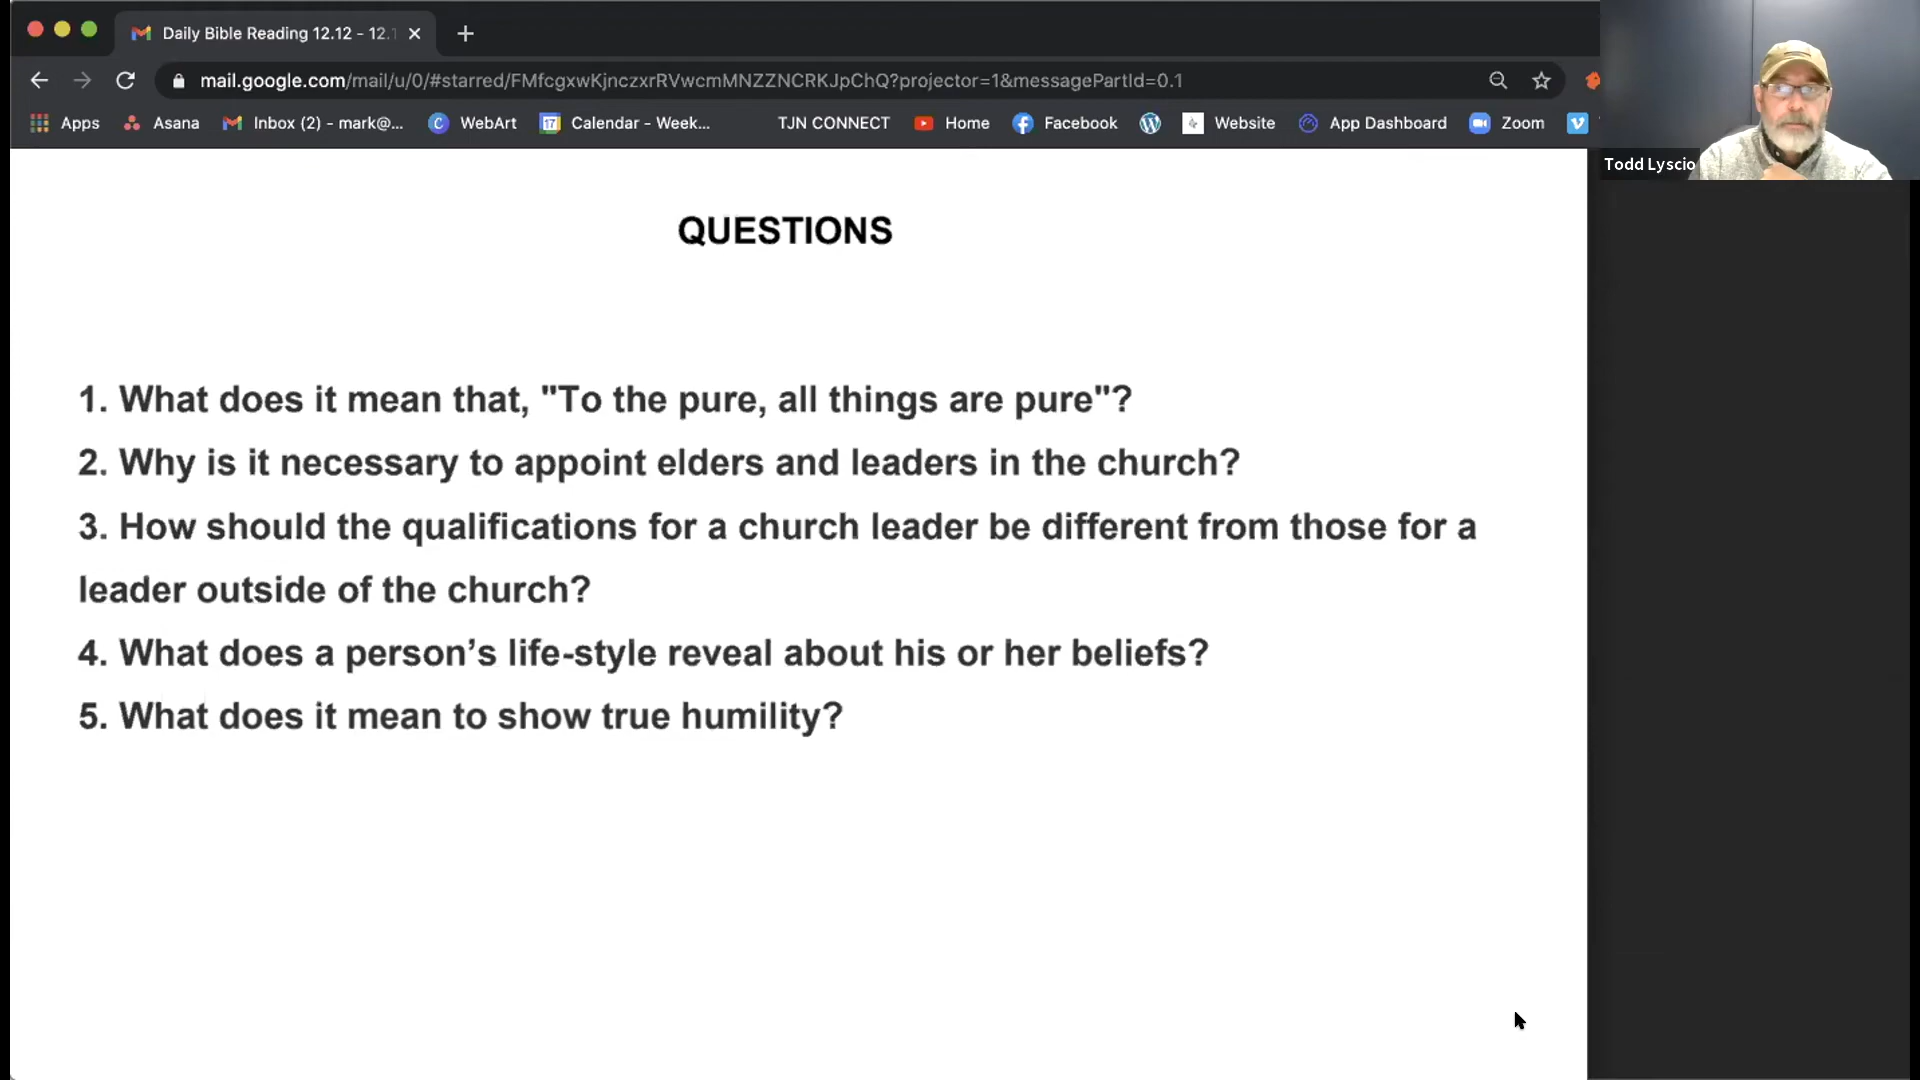 Daily Bible Reading 12.12 - 12.
mail.google.com/mail/u/0/#starred/FMfcgxwKjnczxrRVwcmMNZZNCRKJpChQ?projector=1&messagePartId=0.1
Apps Asana Inbox (2) - mark@... WebArt 17 Calendar - Week... TJN CONNECT Home Facebook Website App Dashboard Zoom
Todd Lyscio
QUESTIONS
1. What does it mean that, "To the pure, all things are pure"?
2. Why is it necessary to appoint elders and leaders in the church?
3. How should the qualifications for a church leader be different from those for a
leader outside of the church?
4. What does a person’s life-style reveal about his or her beliefs?
5. What does it mean to show true humility?